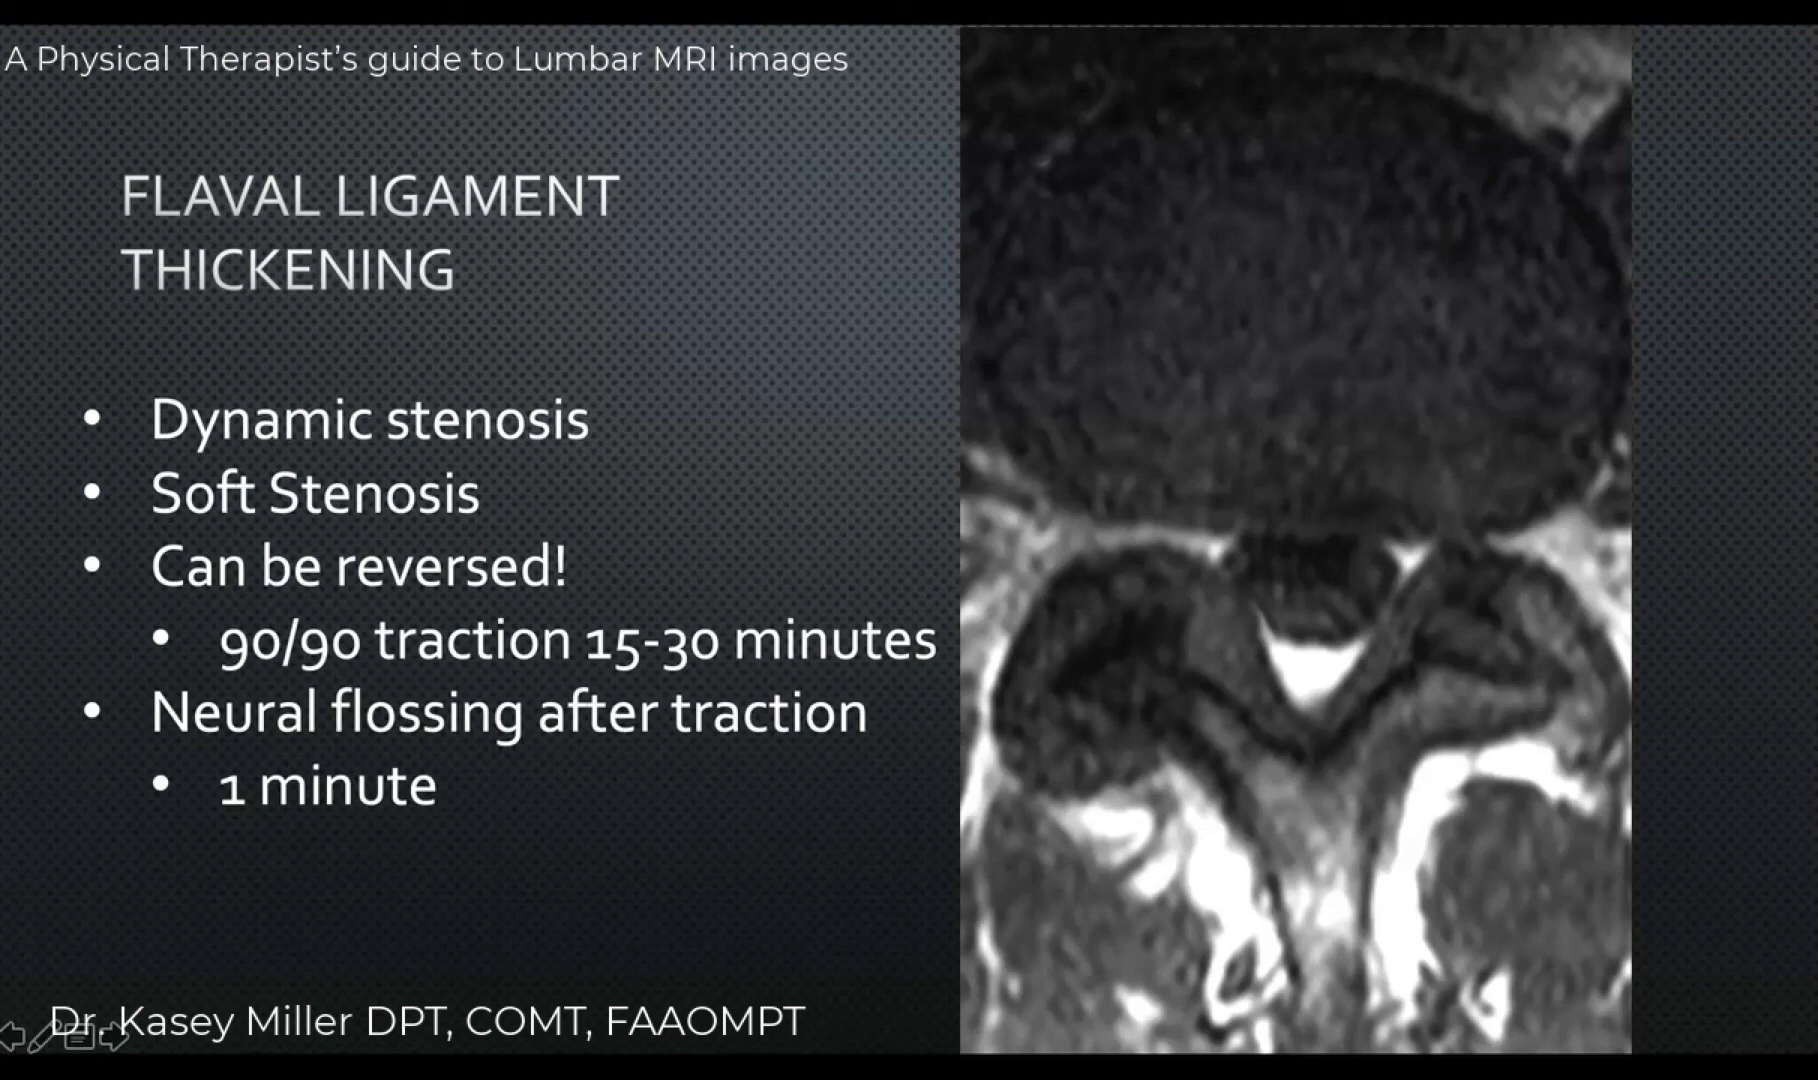 A Physical Therapist's guide to Lumbar MRI images
FLAVAL LIGAMENT
THICKENING
• Dynamic stenosis
• Soft Stenosis
• Can be reversed!
• 90/90 traction 15-30 minutes
• Neural flossing after traction
• 1 minute
Dr. Kasey Miller DPT, COMT, FAAOMPT